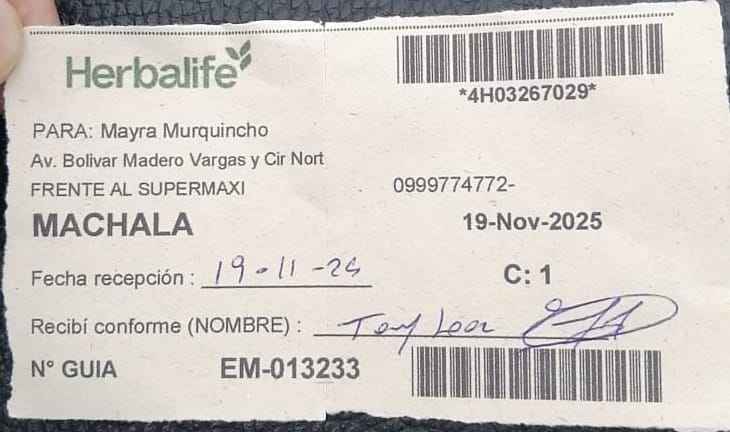 Herbalife
*4H03267029*
PARA: Mayra Murquincho
Av. Bolivar Madero Vargas y Cir Nort
FRENTE AL SUPERMAXI 0999774772-
MACHALA 19-Nov-2025
Fecha recepción : 19-11-25
C: 1
Recibí conforme (NOMBRE) :
N° GUIA EM-013233